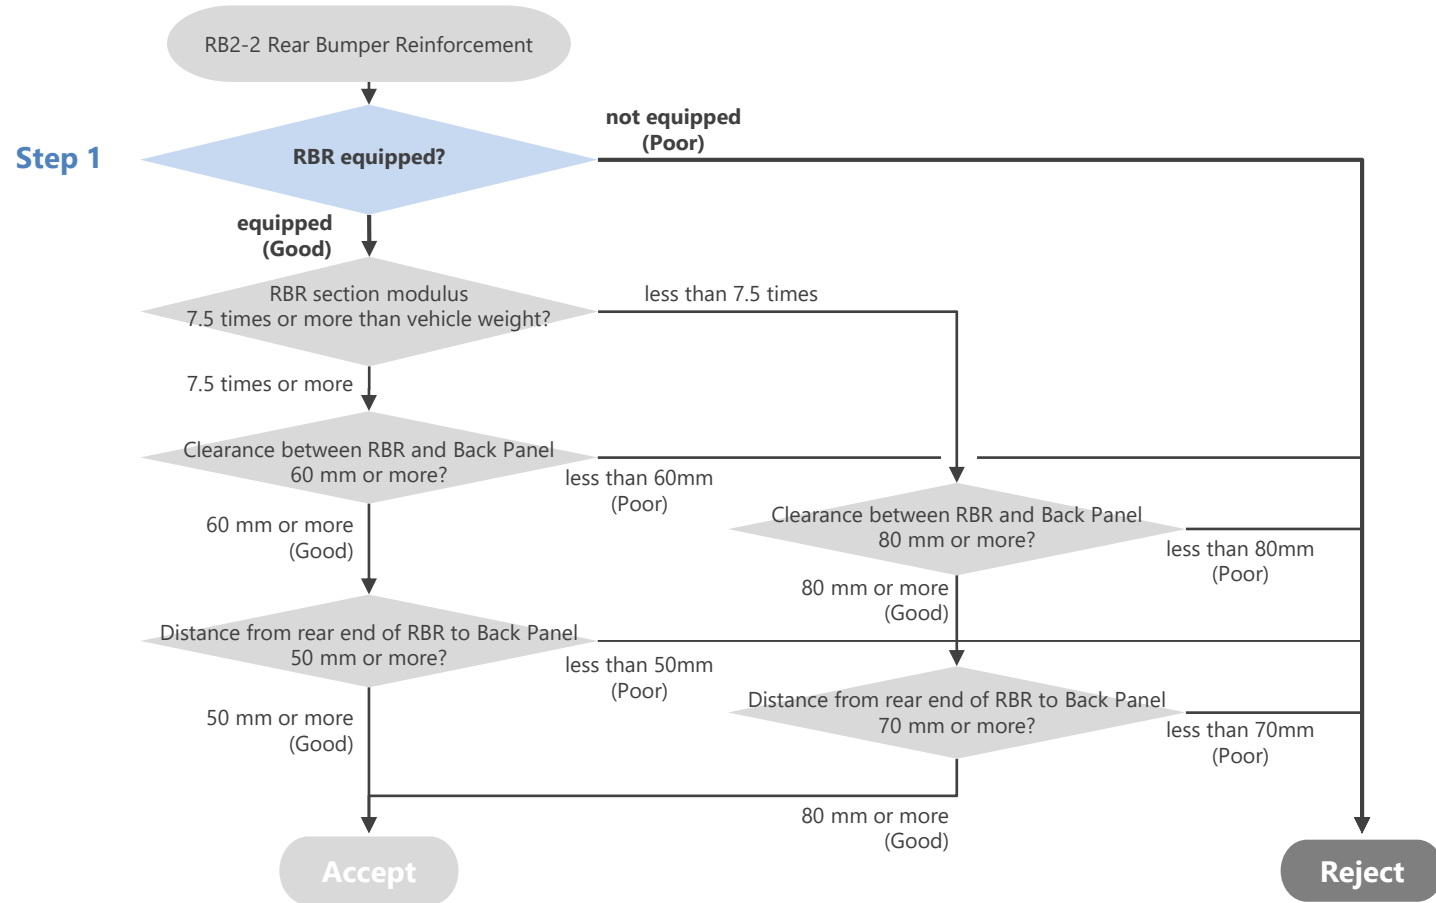 RB2-2 Rear Bumper Reinforcement
not equipped
(Poor)
Step 1
RBR equipped?
equipped
(Good)
RBR section modulus
7.5 times or more than vehicle weight?
less than 7.5 times
7.5 times or more
Clearance between RBR and Back Panel
60 mm or more?
less than 60mm
(Poor)
60 mm or more
(Good)
Clearance between RBR and Back Panel
80 mm or more?
less than 80mm
(Poor)
80 mm or more
(Good)
Distance from rear end of RBR to Back Panel
50 mm or more?
less than 50mm
(Poor)
50 mm or more
(Good)
Distance from rear end of RBR to Back Panel
70 mm or more?
less than 70mm
(Poor)
80 mm or more
(Good)
Accept
Reject